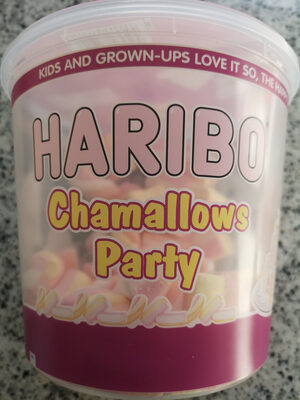 KIDS AND GROWN-UPS LOVE IT SO, THE
HARIBO
Chamallows
Party